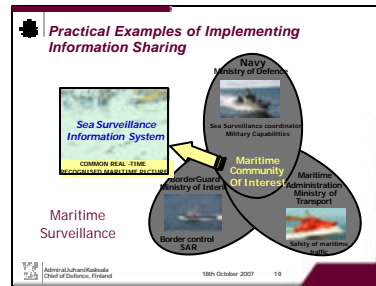 Practical Examples of Implementing
Information Sharing
Navy
Ministry of Defence
Sea Surveillance coordinator
Military Capabilities
Sea Surveillance
Information System
COMMON REAL -TIME
RECOGNISED MARITIME PICTURE
Maritime
Community
Of Interest
BorderGuard
Ministry of Interi
Border control
SAR
Maritime
Administration
Ministry of
Transport
Safety of maritime
traffic
Maritime
Surveillance
Admiral Juhani Kaskeala
Chief of Defence, Finland
18th October 2007
10